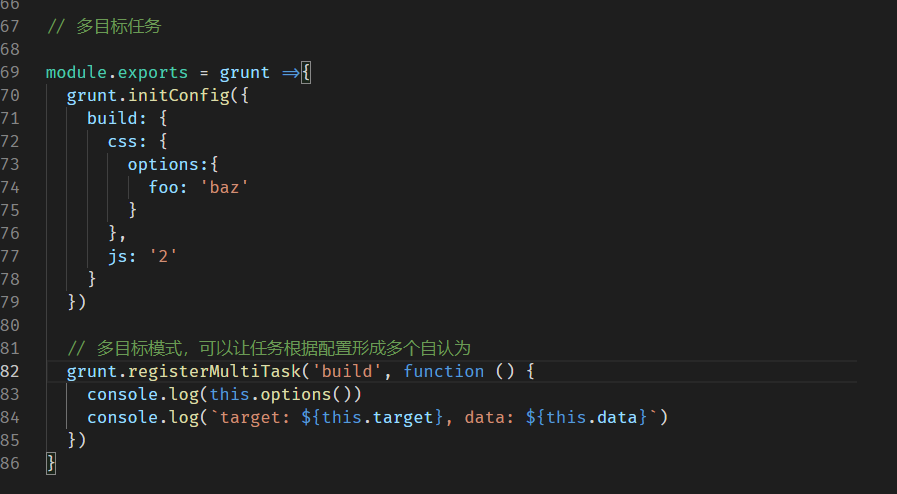 66
67 // 多目标任务
68
69 module.exports = grunt =>{
70 grunt.initConfig({
71 build: {
72 css: {
73 options:{
74 foo: 'baz'
75 }
76 },
77 js: '2'
78 }
79 })
80
81 // 多目标模式，可以让任务根据配置形成多个自认为
82 grunt.registerMultiTask('build', function () {
83 console.log(this.options())
84 console.log(`target: ${this.target}, data: ${this.data}`)
85 })
86 }